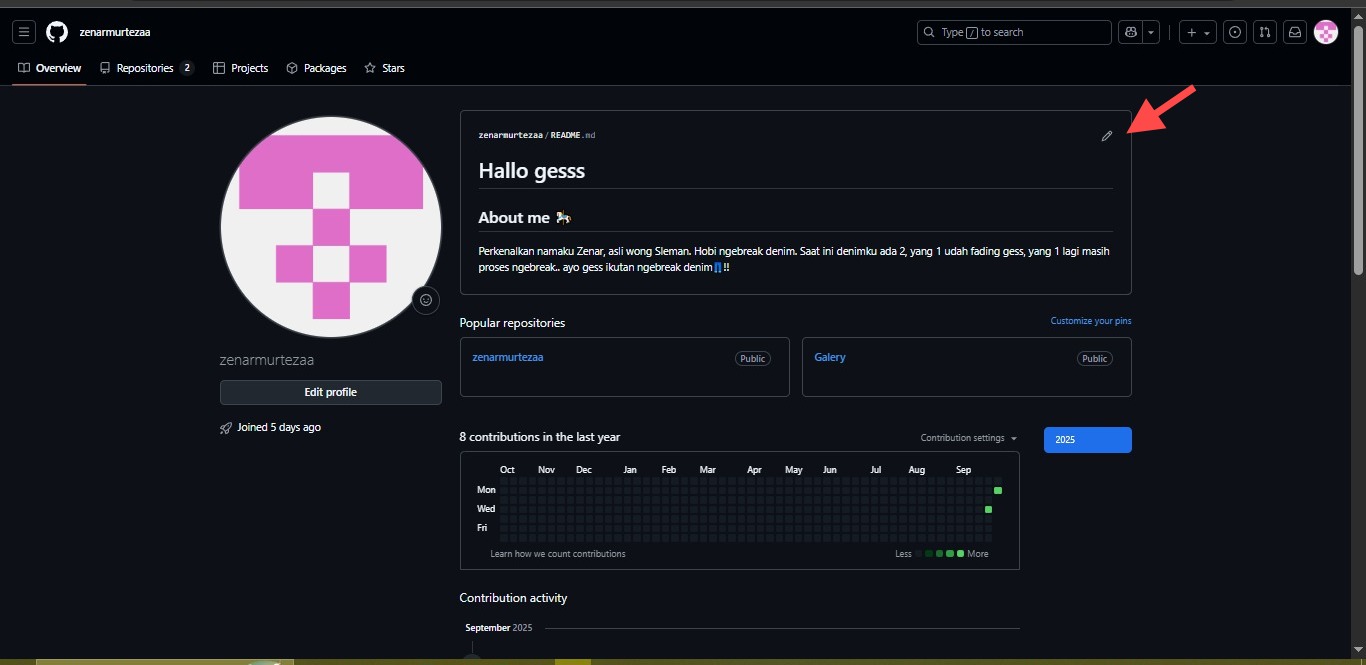 zenarmurtezaa
Type / to search
Overview
Repositories 2
Projects
Packages
Stars
zenarmurtezaa / README.md
Hallo gesss
About me 🎠
Perkenalkan namaku Zenar, asli wong Sleman. Hobi ngebreak denim. Saat ini denimku ada 2, yang 1 udah fading gess, yang 1 lagi masih
proses ngebreak.. ayo gess ikutan ngebreak denim👖!!
zenarmurtezaa
Edit profile
Joined 5 days ago
Popular repositories
Customize your pins
zenarmurtezaa Public
Galery Public
8 contributions in the last year
Contribution settings
2025
Oct Nov Dec Jan Feb Mar Apr May Jun Jul Aug Sep
Mon
Wed
Fri
Learn how we count contributions
Less More
Contribution activity
September 2025